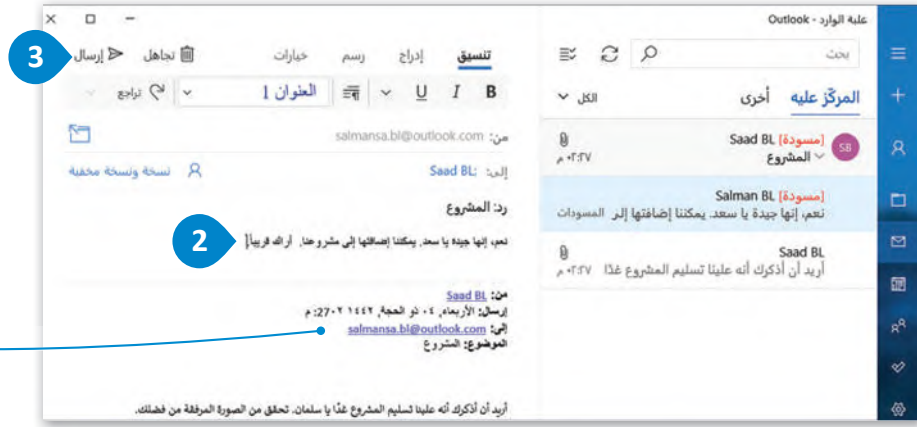 علبة الوارد - Outlook
بحث
المركّز عليه أخرى الكل
SB
[مسودة] Saad BL
المشروع ٠٢:٢٧ م
[مسودة] Salman BL
نعم، إنها جيدة يا سعد. يمكننا إضافتها إلى المسودات
Saad BL
أريد أن أذكرك أنه علينا تسليم المشروع غدًا ٠٢:٢٧ م
تنسيق إدراج رسم خيارات تجاهل إرسال
3
B I U العنوان 1 تراجع
من: salmansa.bl@outlook.com
إلى: Saad BL; نسخة ونسخة مخفية
رد: المشروع
نعم، إنها جيدة يا سعد. يمكننا إضافتها إلى مشروعنا. أراك قريباً.
2
من: Saad BL
إرسال: الأربعاء, ٠٤ ذو الحجة, ١٤٤٢ ٠٢:27 م
إلى: salmansa.bl@outlook.com
الموضوع: المشروع
أريد أن أذكرك أنه علينا تسليم المشروع غدًا يا سلمان. تحقق من الصورة المرفقة من فضلك.